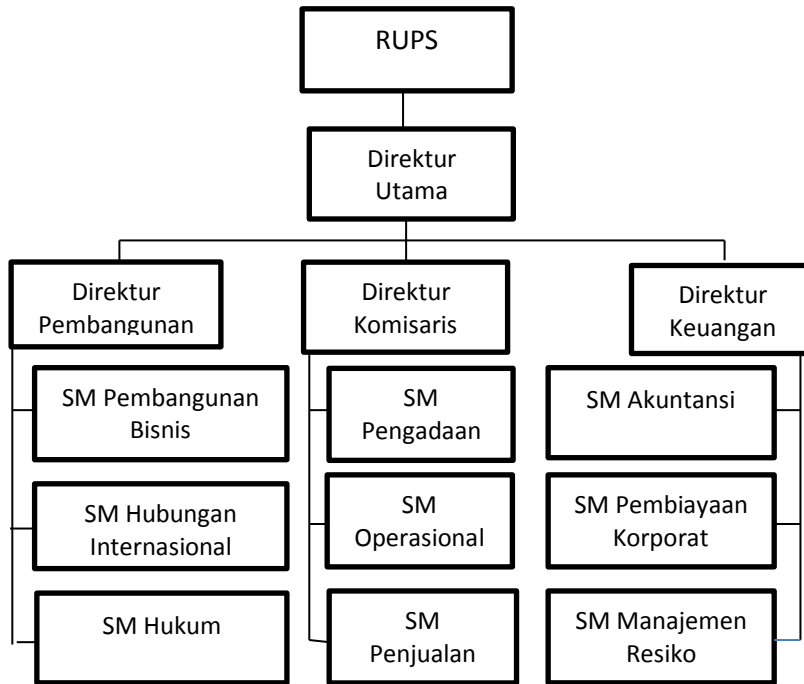 RUPS
Direktur
Utama
Direktur
Pembangunan
Direktur
Komisaris
Direktur
Keuangan
SM Pembangunan
Bisnis
SM
Pengadaan
SM Akuntansi
SM Hubungan
Internasional
SM
Operasional
SM Pembiayaan
Korporat
SM Hukum
SM
Penjualan
SM Manajemen
Resiko